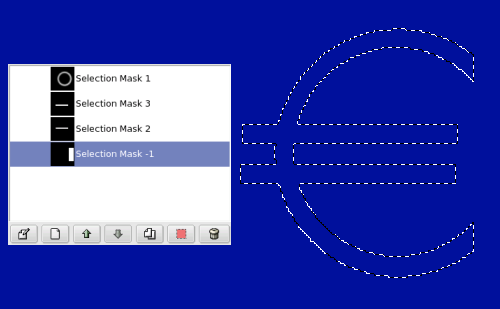 Selection Mask 1
Selection Mask 3
Selection Mask 2
Selection Mask -1